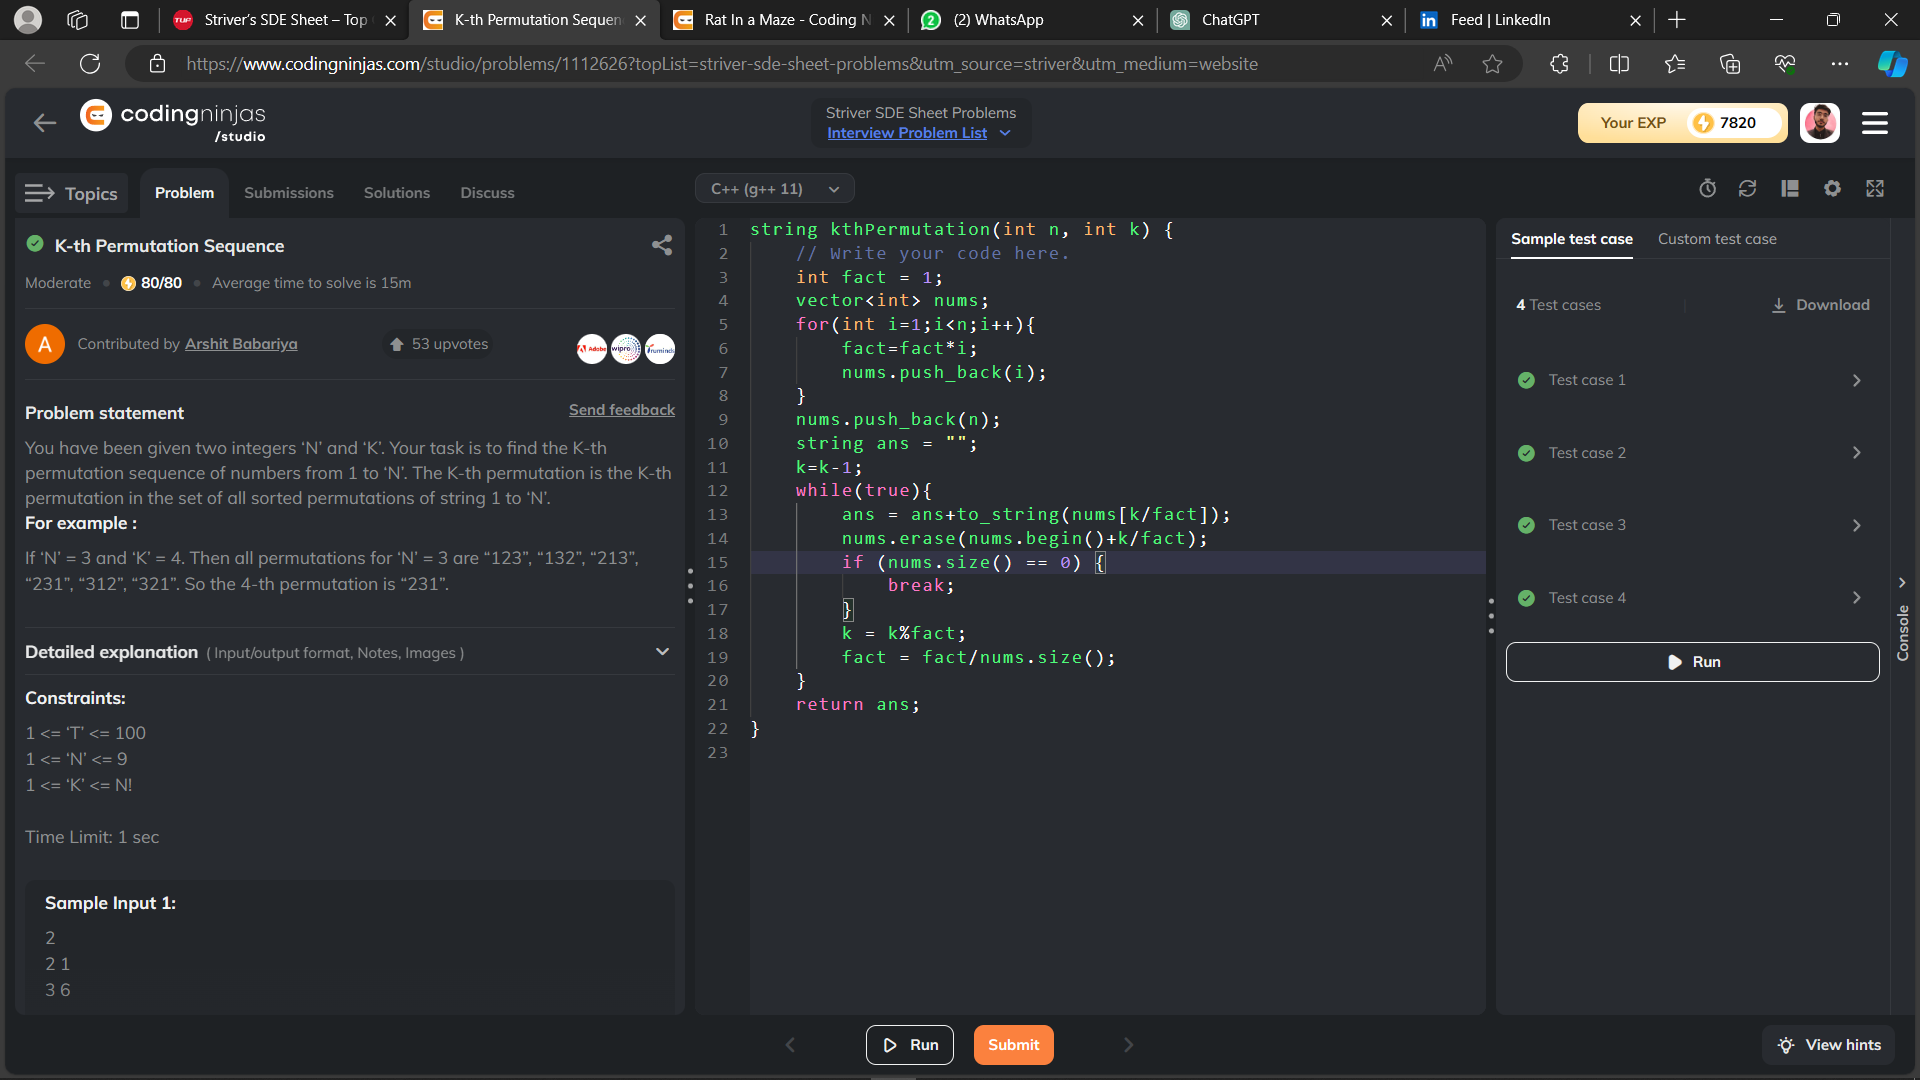 Striver's SDE Sheet – Top
K-th Permutation Sequen
Rat In a Maze - Coding N
(2) WhatsApp
ChatGPT
Feed | LinkedIn
https://www.codingninjas.com/studio/problems/1112626?topList=striver-sde-sheet-problems&utm_source=striver&utm_medium=website
codingninjas
/studio
Striver SDE Sheet Problems
Interview Problem List
Your EXP 7820
Topics
Problem
Submissions
Solutions
Discuss
C++ (g++ 11)
K-th Permutation Sequence
Moderate • 80/80 • Average time to solve is 15m
A
Contributed by Arshit Babariya
53 upvotes
Adobe
wipro
Problem statement
Send feedback
You have been given two integers ‘N’ and ‘K’. Your task is to find the K-th
permutation sequence of numbers from 1 to ‘N’. The K-th permutation is the K-th
permutation in the set of all sorted permutations of string 1 to ‘N’.
For example :
If ‘N’ = 3 and ‘K’ = 4. Then all permutations for ‘N’ = 3 are “123”, “132”, “213”,
“231”, “312”, “321”. So the 4-th permutation is “231”.
Detailed explanation ( Input/output format, Notes, Images )
Constraints:
1 <= ‘T’ <= 100
1 <= ‘N’ <= 9
1 <= ‘K’ <= N!
Time Limit: 1 sec
Sample Input 1:
2
2 1
3 6
1 string kthPermutation(int n, int k) {
2 // Write your code here.
3 int fact = 1;
4 vector<int> nums;
5 for(int i=1;i<n;i++){
6 fact=fact*i;
7 nums.push_back(i);
8 }
9 nums.push_back(n);
10 string ans = "";
11 k=k-1;
12 while(true){
13 ans = ans+to_string(nums[k/fact]);
14 nums.erase(nums.begin()+k/fact);
15 if (nums.size() == 0) {
16 break;
17 }
18 k = k%fact;
19 fact = fact/nums.size();
20 }
21 return ans;
22 }
23
Sample test case
Custom test case
4 Test cases
Download
Test case 1
Test case 2
Test case 3
Test case 4
Run
Console
Run
Submit
View hints